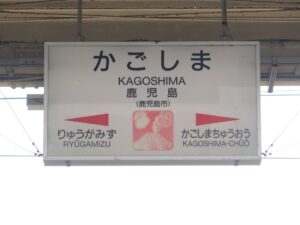 かごしま
KAGOSHIMA
鹿児島
(鹿児島市)
りゅうがみず
RYŪGAMIZU
かごしまちゅうおう
KAGOSHIMA-CHŪŌ